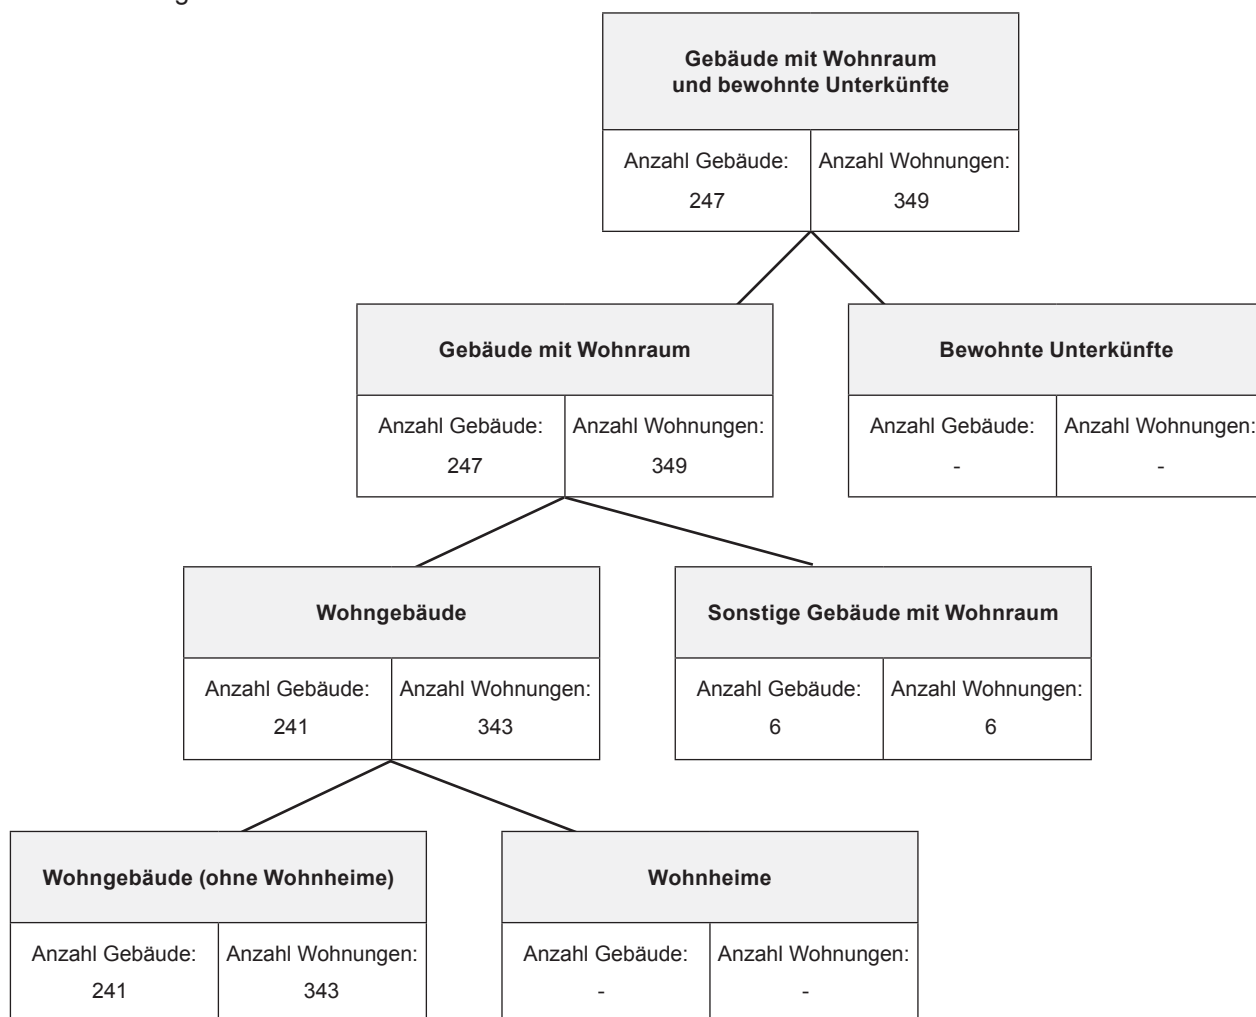 Gebäude mit Wohnraum
und bewohnte Unterkünfte
Anzahl Gebäude: Anzahl Wohnungen:
247 349
Gebäude mit Wohnraum
Bewohnte Unterkünfte
Anzahl Gebäude: Anzahl Wohnungen:
247 349
Anzahl Gebäude: Anzahl Wohnungen:
- -
Wohngebäude
Sonstige Gebäude mit Wohnraum
Anzahl Gebäude: Anzahl Wohnungen:
241 343
Anzahl Gebäude: Anzahl Wohnungen:
6 6
Wohngebäude (ohne Wohnheime)
Wohnheime
Anzahl Gebäude: Anzahl Wohnungen:
241 343
Anzahl Gebäude: Anzahl Wohnungen:
- -